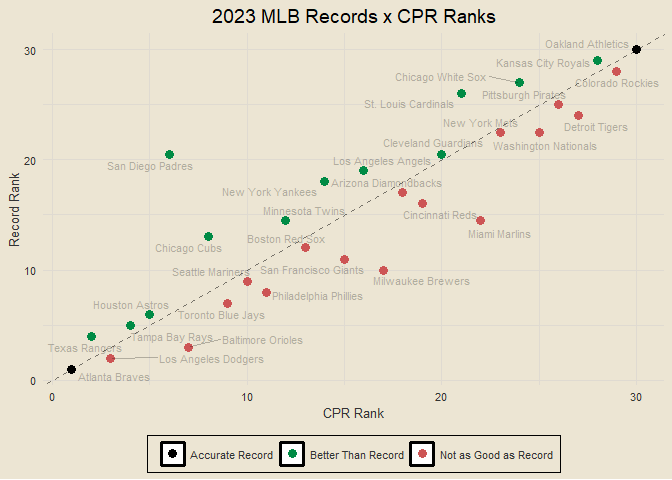 2023 MLB Records x CPR Ranks
Oakland Athletics
Kansas City Royals
Chicago White Sox
Colorado Rockies
Pittsburgh Pirates
St. Louis Cardinals
New York Mets
Detroit Tigers
Cleveland Guardians
Washington Nationals
Los Angeles Angels
San Diego Padres
Arizona Diamondbacks
New York Yankees
Minnesota Twins
Cincinnati Reds
Miami Marlins
Boston Red Sox
Chicago Cubs
San Francisco Giants
Seattle Mariners
Milwaukee Brewers
Philadelphia Phillies
Houston Astros
Toronto Blue Jays
Tampa Bay Rays
Baltimore Orioles
Texas Rangers
Los Angeles Dodgers
Atlanta Braves
30
20
10
0
Record Rank
0 10 20 30
CPR Rank
Accurate Record Better Than Record Not as Good as Record